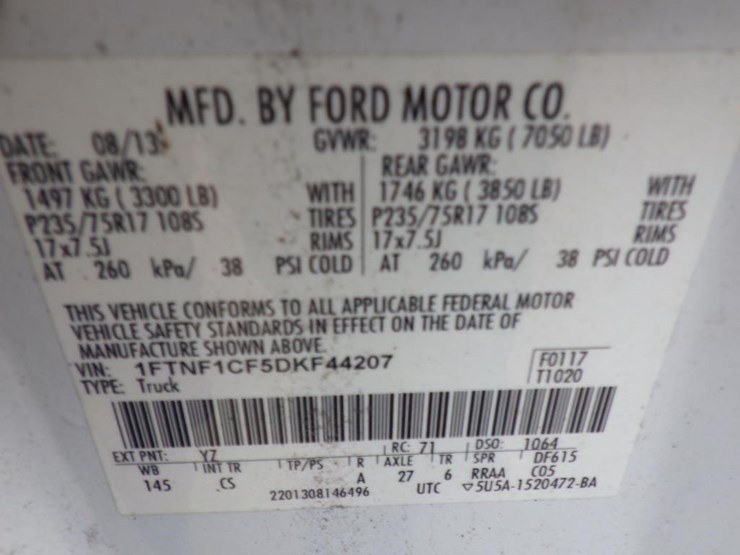 MFD. BY FORD MOTOR CO.
DATE: 08/13 GVWR: 3198 KG ( 7050 LB)
FRONT GAWR: REAR GAWR:
1497 KG ( 3300 LB) WITH 1746 KG ( 3850 LB) WITH
P235/75R17 108S TIRES P235/75R17 108S TIRES
17x7.5J RIMS 17x7.5J RIMS
AT 260 kPa/ 38 PSI COLD AT 260 kPa/ 38 PSI COLD
THIS VEHICLE CONFORMS TO ALL APPLICABLE FEDERAL MOTOR
VEHICLE SAFETY STANDARDS IN EFFECT ON THE DATE OF
MANUFACTURE SHOWN ABOVE.
VIN: 1FTNF1CF5DKF44207 F0117
TYPE: Truck T1020
EXT PNT: YZ RC: 71 DSO: 1064
WB INT TR TP/PS R AXLE TR SPR DF615
145 CS A 27 6 RRAA C05
2201308146496 UTC ▽5U5A-1520472-BA